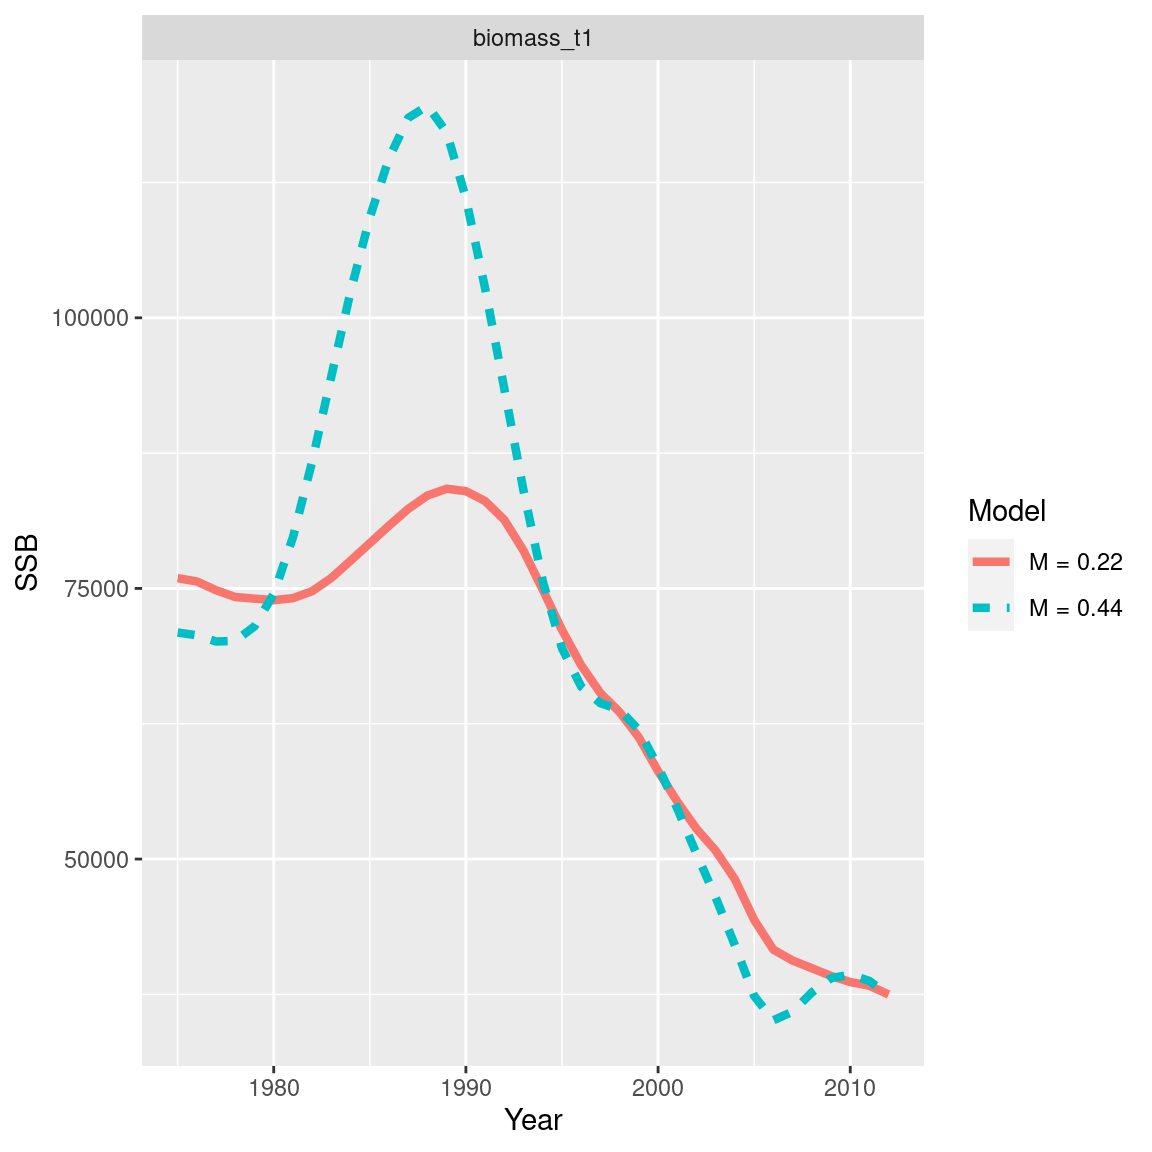 biomass_t1
SSB
100000
75000
50000
1980
1990
2000
2010
Year
Model
M = 0.22
M = 0.44